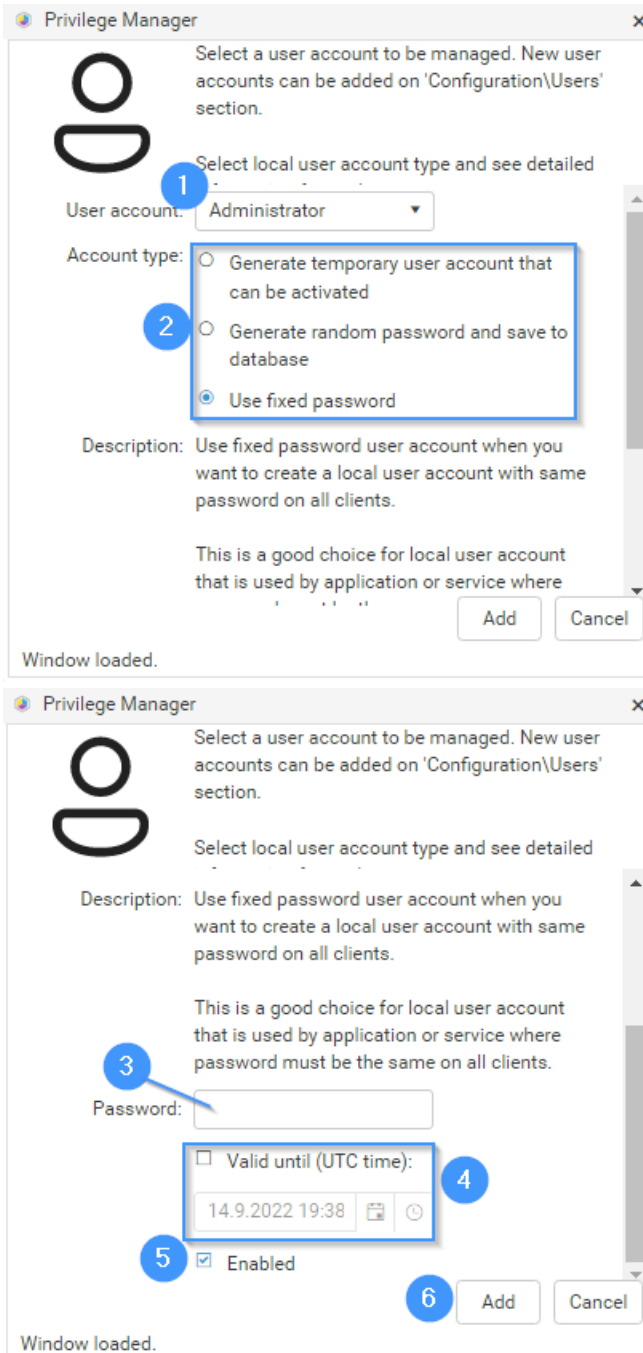 Privilege Manager
Select a user account to be managed. New user
accounts can be added on 'Configuration\Users'
section.
Select local user account type and see detailed
1
User account: Administrator
Account type:
Generate temporary user account that
can be activated
2
Generate random password and save to
database
Use fixed password
Description: Use fixed password user account when you
want to create a local user account with same
password on all clients.
This is a good choice for local user account
that is used by application or service where
Add Cancel
Window loaded.
Privilege Manager
Select a user account to be managed. New user
accounts can be added on 'Configuration\Users'
section.
Select local user account type and see detailed
Description: Use fixed password user account when you
want to create a local user account with same
password on all clients.
This is a good choice for local user account
that is used by application or service where
password must be the same on all clients.
3
Password:
Valid until (UTC time):
4
14.9.2022 19:38
5 Enabled
6 Add Cancel
Window loaded.